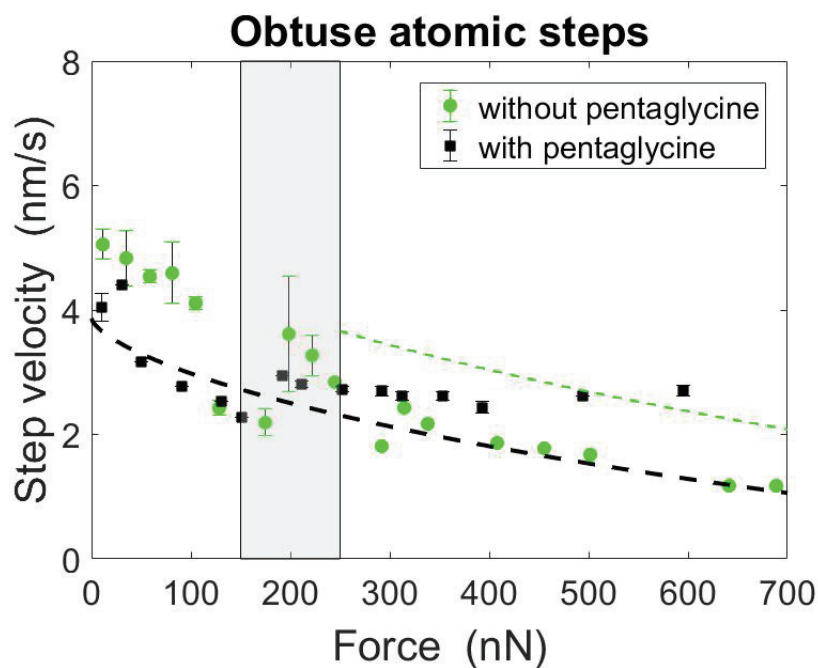 Obtuse atomic steps
8
6
4
2
0
Step velocity (nm/s)
without pentaglycine
with pentaglycine
0 100 200 300 400 500 600 700
Force (nN)